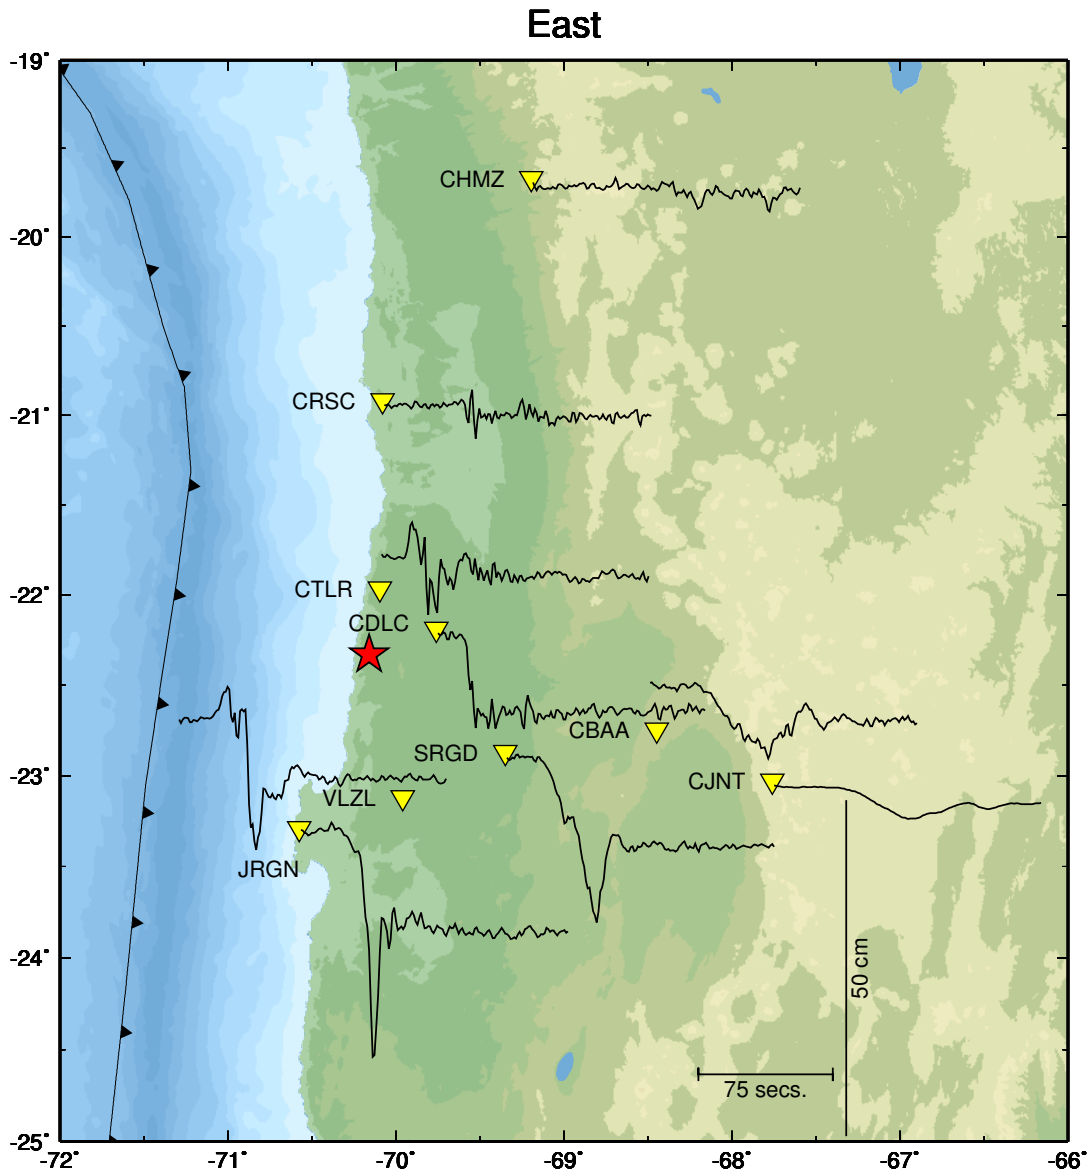 East
-19°
CHMZ
-20°
CRSC
-21°
CTLR
-22°
CDLC
CBAA
SRGD
-23°
VLZL
CJNT
JRGN
-24°
50 cm
75 secs.
-25°
-72° -71° -70° -69° -68° -67° -66°